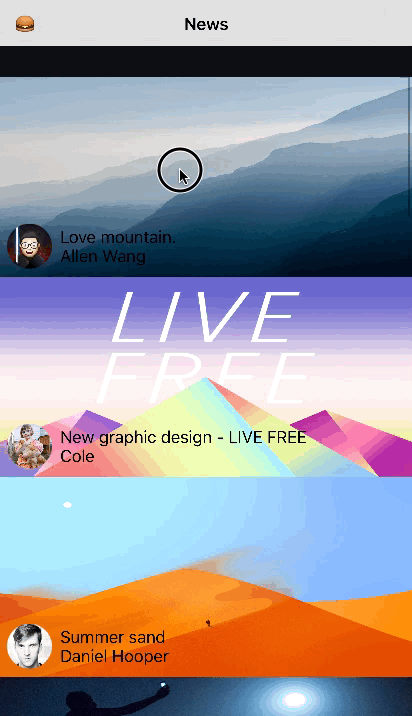 News
Love mountain.
Allen Wang
LIVE
FREE
New graphic design - LIVE FREE
Cole
Summer sand
Daniel Hooper